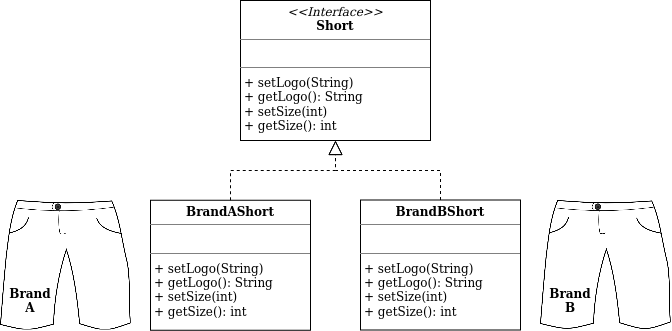 <<Interface>>
Short
+ setLogo(String)
+ getLogo(): String
+ setSize(int)
+ getSize(): int
BrandAShort
+ setLogo(String)
+ getLogo(): String
+ setSize(int)
+ getSize(): int
BrandBShort
+ setLogo(String)
+ getLogo(): String
+ setSize(int)
+ getSize(): int
Brand
A
Brand
B